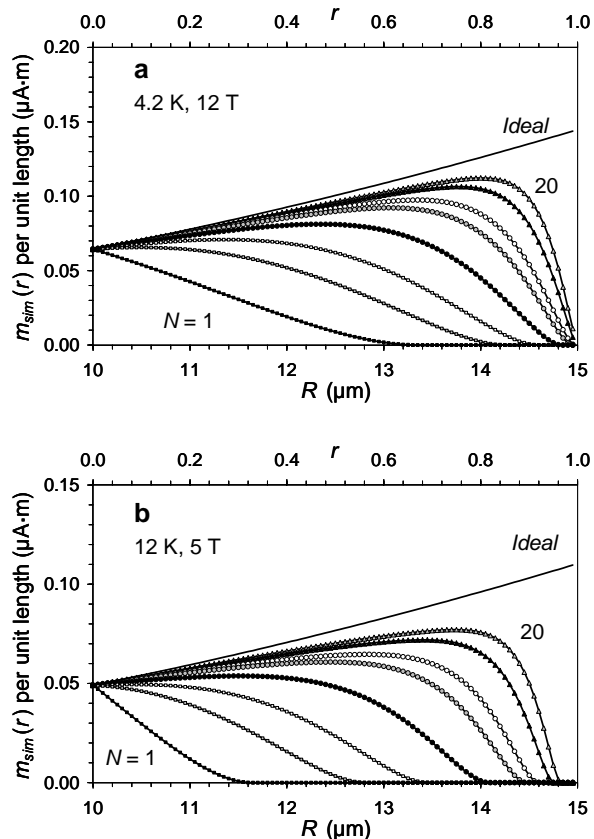 r
0.0 0.2 0.4 0.6 0.8 1.0
a
4.2 K, 12 T
Ideal
20
N = 1
0.20
0.15
0.10
0.05
0.00
m_sim (r) per unit length (µA·m)
10 11 12 13 14 15
R (µm)
r
0.0 0.2 0.4 0.6 0.8 1.0
b
12 K, 5 T
Ideal
20
N = 1
0.15
0.10
0.05
0.00
m_sim (r) per unit length (µA·m)
10 11 12 13 14 15
R (µm)